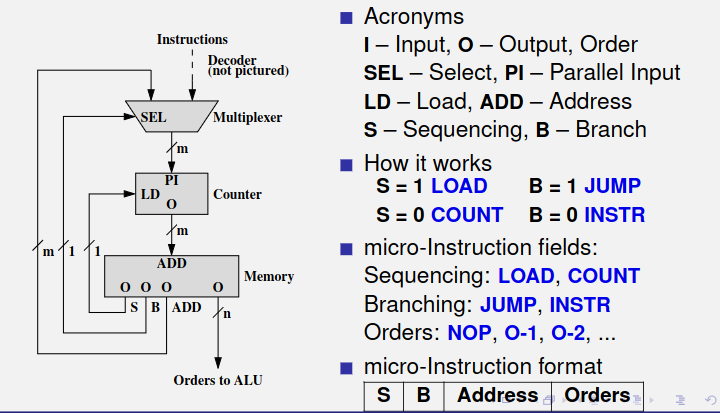 Instructions
Decoder
(not pictured)
SEL
Multiplexer
m
PI
LD
Counter
O
m
m
1
1
ADD
Memory
O O O O
S B ADD
n
Orders to ALU
Acronyms
I – Input, O – Output, Order
SEL – Select, PI – Parallel Input
LD – Load, ADD – Address
S – Sequencing, B – Branch
How it works
S = 1 LOAD B = 1 JUMP
S = 0 COUNT B = 0 INSTR
micro-Instruction fields:
Sequencing: LOAD, COUNT
Branching: JUMP, INSTR
Orders: NOP, O-1, O-2, ...
micro-Instruction format
S B Address Orders